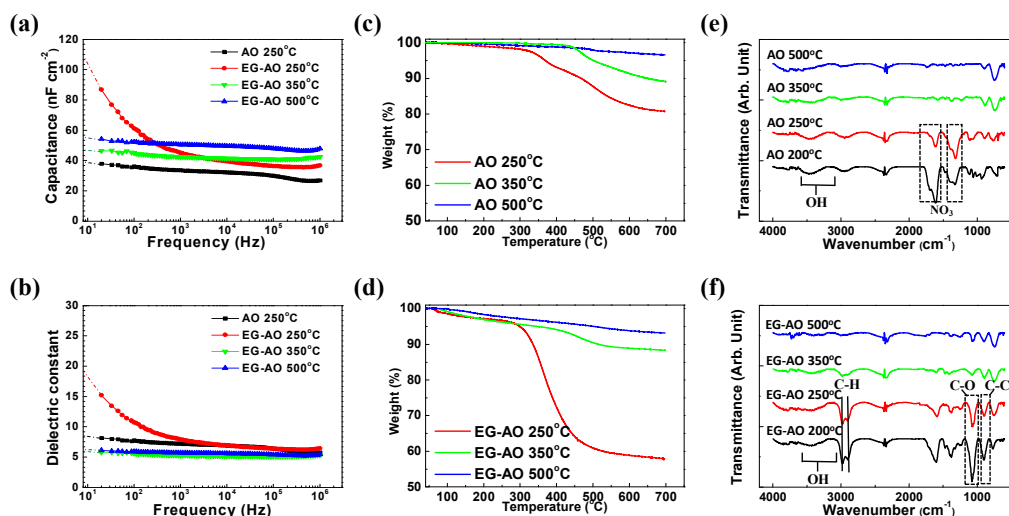 (a)
120
100
80
60
40
20
0
Capacitance (nF cm⁻²)
AO 250°C
EG-AO 250°C
EG-AO 350°C
EG-AO 500°C
10¹ 10² 10³ 10⁴ 10⁵ 10⁶
Frequency (Hz)
(c)
100
90
80
70
60
50
Weight (%)
AO 250°C
AO 350°C
AO 500°C
100 200 300 400 500 600 700
Temperature (°C)
(e)
Transmittance (Arb. Unit)
AO 500°C
AO 350°C
AO 250°C
AO 200°C
OH
NO₃
4000 3000 2000 1000
Wavenumber (cm⁻¹)
(b)
30
25
20
15
10
5
0
Dielectric constant
AO 250°C
EG-AO 250°C
EG-AO 350°C
EG-AO 500°C
10¹ 10² 10³ 10⁴ 10⁵ 10⁶
Frequency (Hz)
(d)
100
90
80
70
60
50
Weight (%)
EG-AO 250°C
EG-AO 350°C
EG-AO 500°C
100 200 300 400 500 600 700
Temperature (°C)
(f)
Transmittance (Arb. Unit)
EG-AO 500°C
EG-AO 350°C
C-H
C-O
C-C
EG-AO 250°C
EG-AO 200°C
OH
4000 3000 2000 1000
Wavenumber (cm⁻¹)